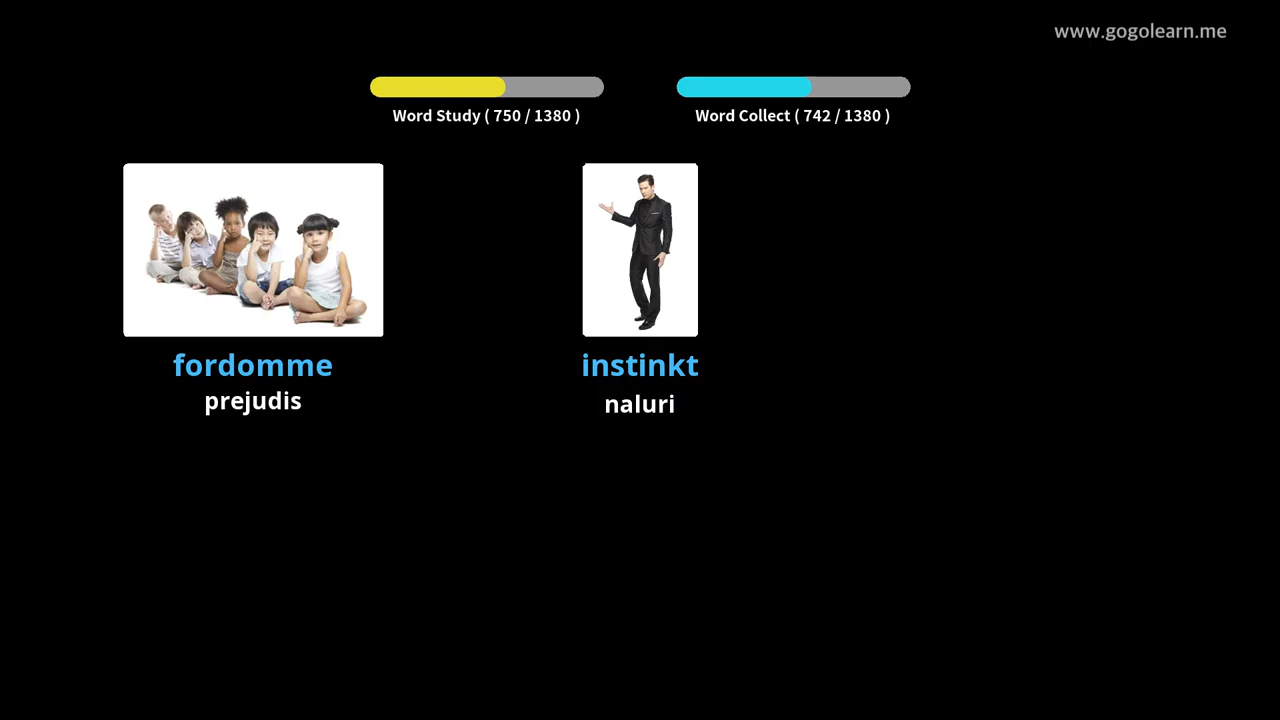 www.gogolearn.me
Word Study ( 750 / 1380 )
Word Collect ( 742 / 1380 )
fordomme
prejudis
instinkt
naluri